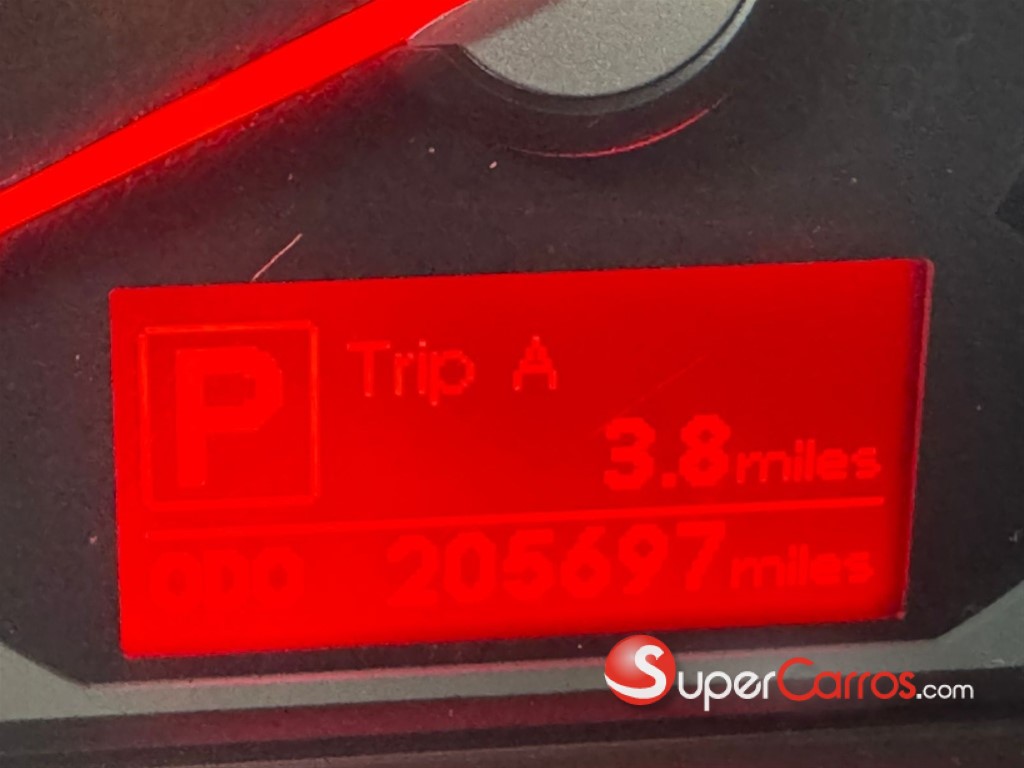 P
Trip A
3.8 miles
ODO 205697 miles
SuperCarros.com